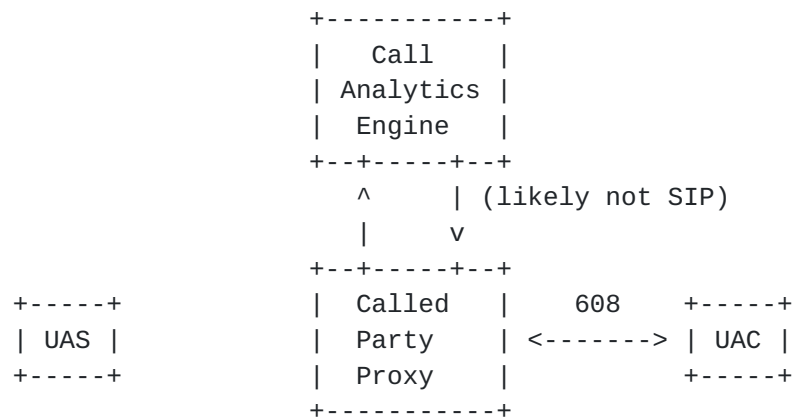 +-----------+
|   Call    |
| Analytics |
|  Engine   |
+--+-----+--+
^     | (likely not SIP)
|     v
+--+-----+--+
+-----+            |  Called   |    608    +-----+
| UAS |            |  Party    | <-------> | UAC |
+-----+            |  Proxy    |           +-----+
+-----------+